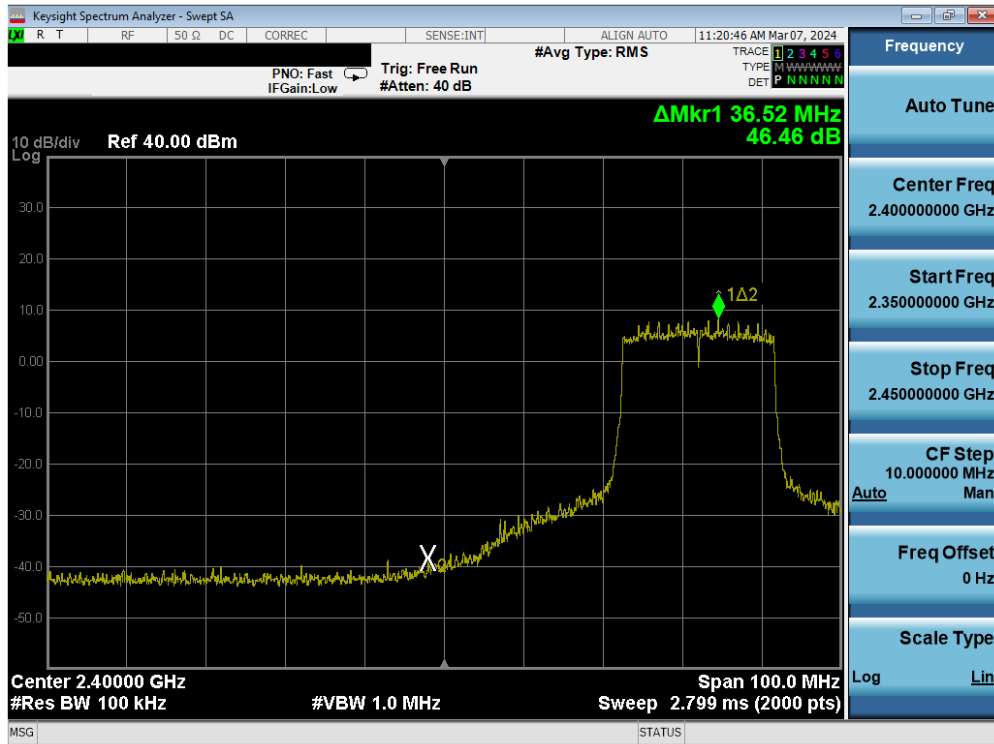 Keysight Spectrum Analyzer - Swept SA
LXI R T RF 50 Ω DC CORREC SENSE:INT ALIGN AUTO 11:20:46 AM Mar 07, 2024
#Avg Type: RMS
TRACE 1 2 3 4 5 6
TYPE M W W W W W
DET P N N N N N
PNO: Fast
IFGain:Low
Trig: Free Run
#Atten: 40 dB
ΔMkr1 36.52 MHz
46.46 dB
10 dB/div
Log
Ref 40.00 dBm
30.0
20.0
10.0
0.00
-10.0
-20.0
-30.0
-40.0
-50.0
1Δ2
X
Center 2.40000 GHz
Span 100.0 MHz
#Res BW 100 kHz
#VBW 1.0 MHz
Sweep 2.799 ms (2000 pts)
MSG
STATUS
Frequency
Auto Tune
Center Freq
2.400000000 GHz
Start Freq
2.350000000 GHz
Stop Freq
2.450000000 GHz
CF Step
10.000000 MHz
Auto Man
Freq Offset
0 Hz
Scale Type
Log Lin